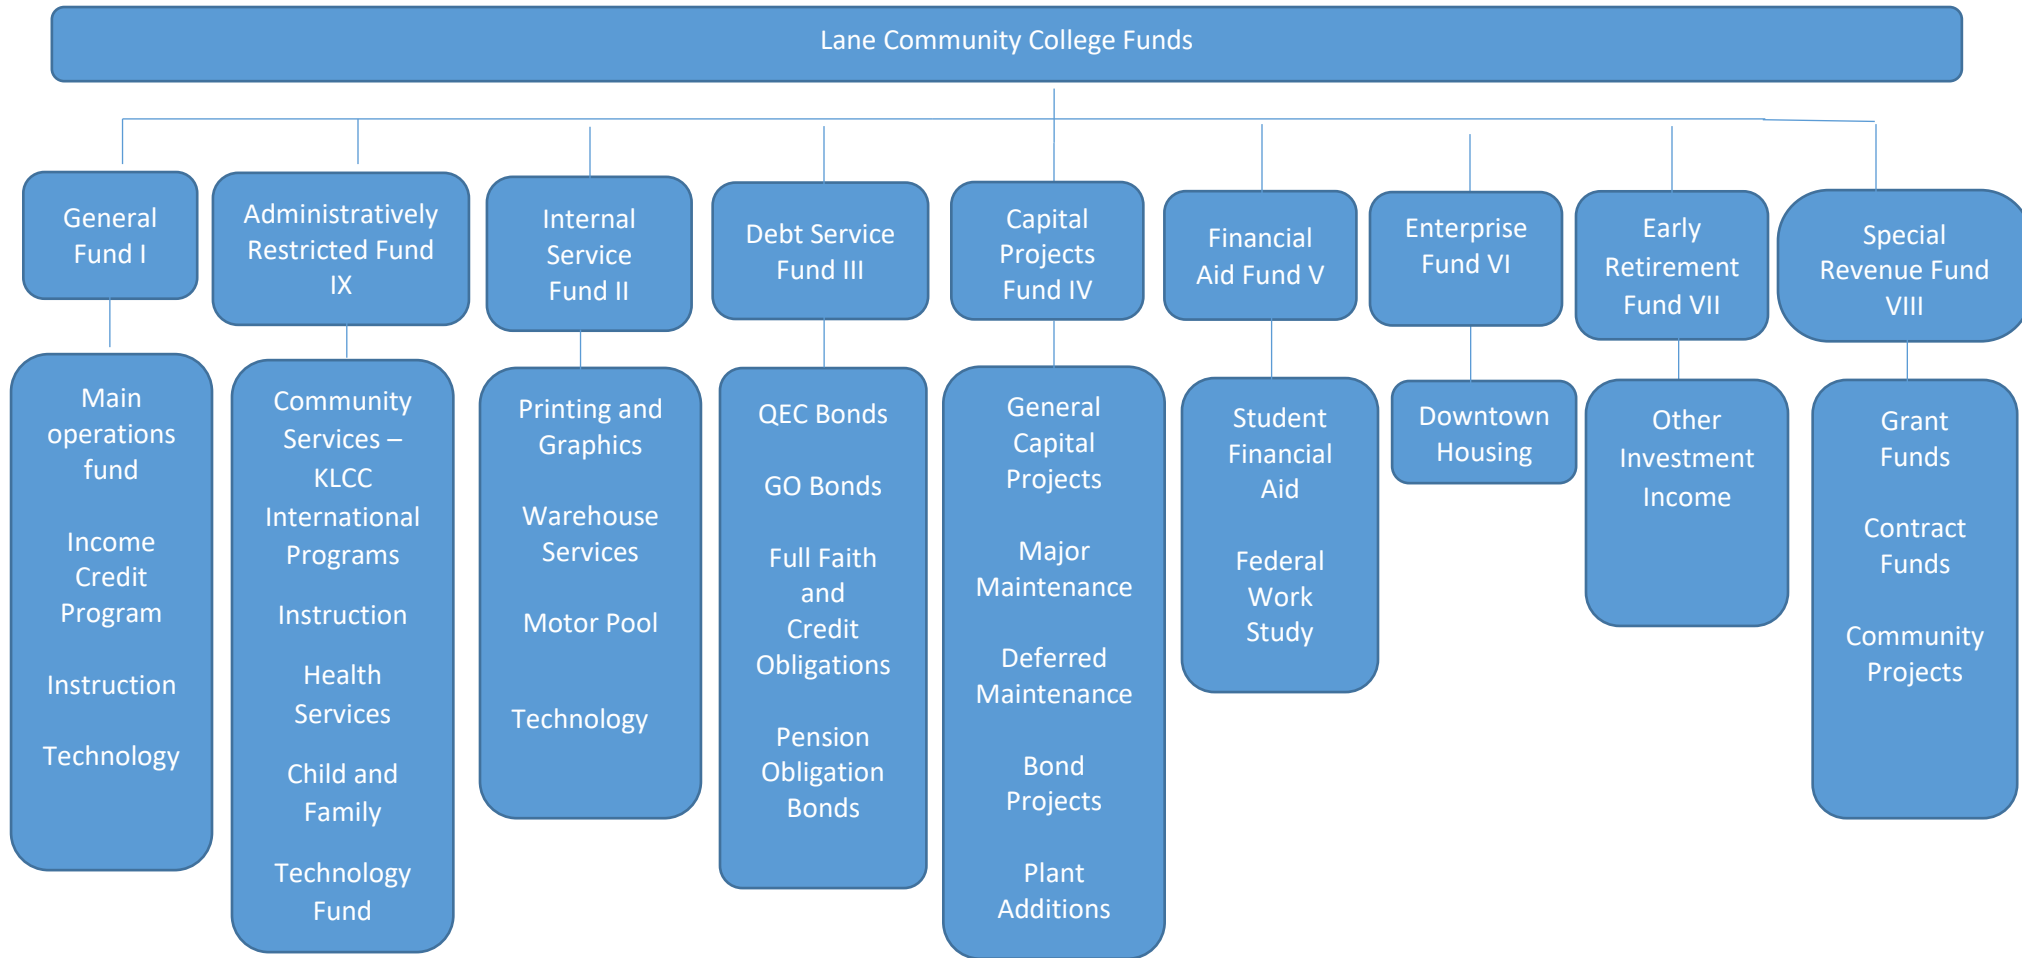 Lane Community College Funds
General
Fund I
Administratively
Restricted Fund
IX
Internal
Service
Fund II
Debt Service
Fund III
Capital
Projects
Fund IV
Financial
Aid Fund V
Enterprise
Fund VI
Early
Retirement
Fund VII
Special
Revenue Fund
VIII
Main
operations
fund
Income
Credit
Program
Instruction
Technology
Community
Services –
KLCC
International
Programs
Instruction
Health
Services
Child and
Family
Technology
Fund
Printing and
Graphics
Warehouse
Services
Motor Pool
Technology
QEC Bonds
GO Bonds
Full Faith
and
Credit
Obligations
Pension
Obligation
Bonds
General
Capital
Projects
Major
Maintenance
Deferred
Maintenance
Bond
Projects
Plant
Additions
Student
Financial
Aid
Federal
Work
Study
Downtown
Housing
Other
Investment
Income
Grant
Funds
Contract
Funds
Community
Projects